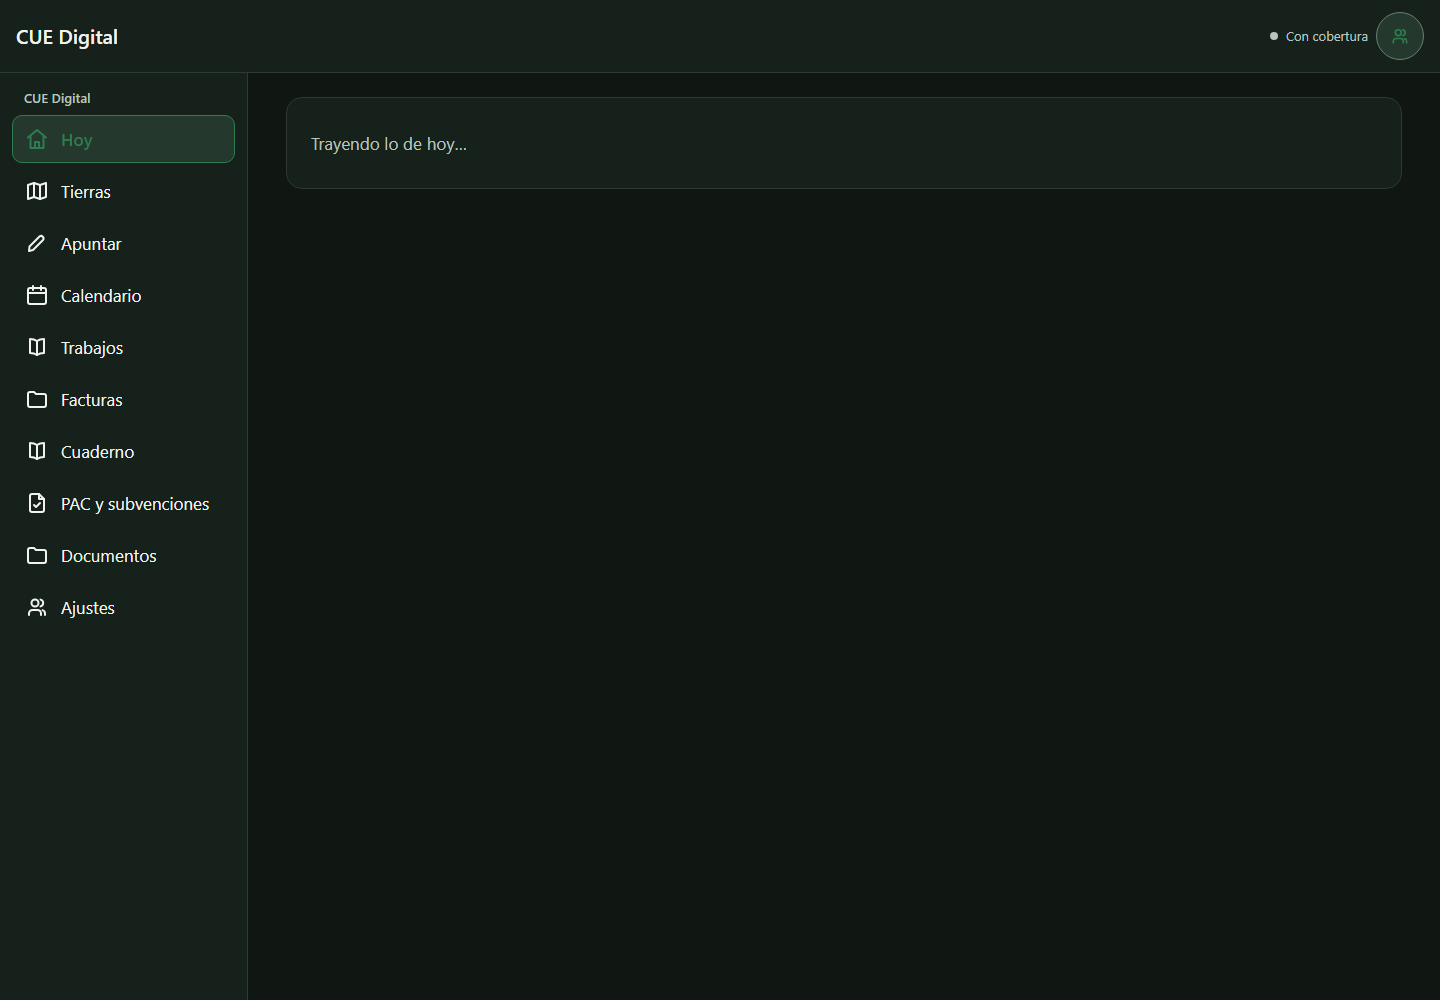 CUE Digital
Con cobertura
CUE Digital
Hoy
Tierras
Apuntar
Calendario
Trabajos
Facturas
Cuaderno
PAC y subvenciones
Documentos
Ajustes
Trayendo lo de hoy...